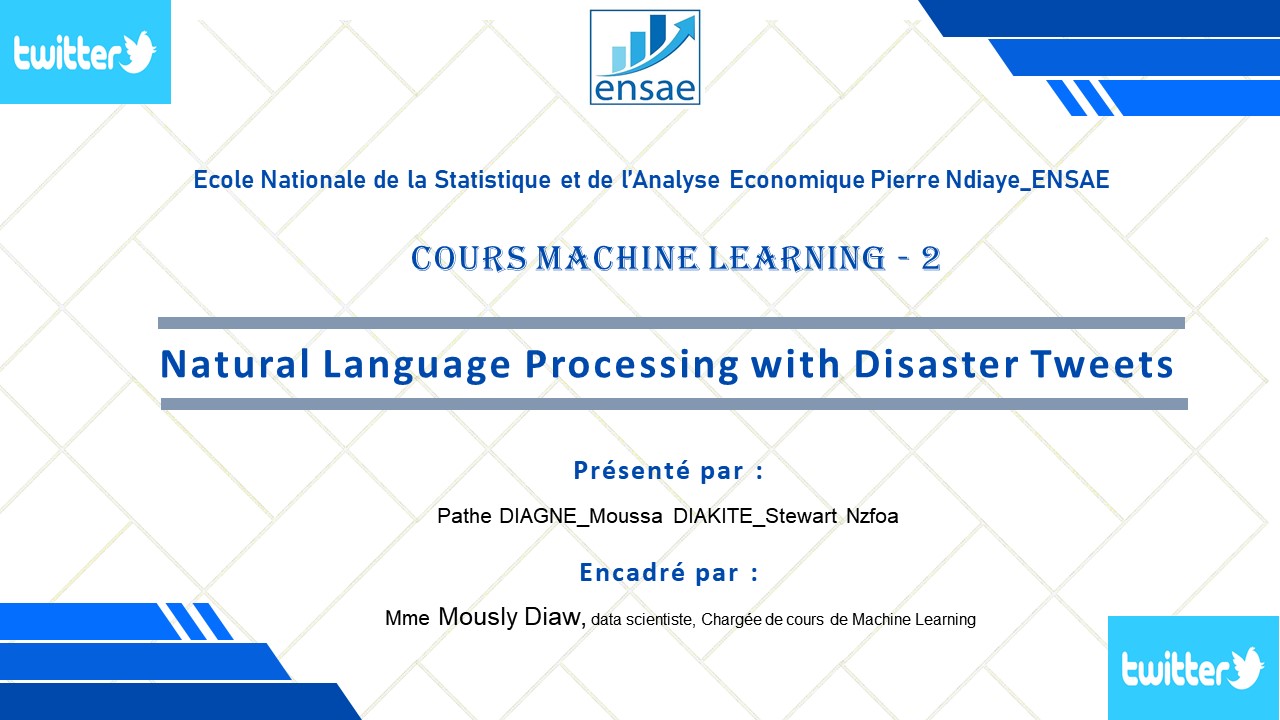 twitter
ensae
Ecole Nationale de la Statistique et de l'Analyse Economique Pierre Ndiaye_ENSAE
COURS MACHINE LEARNING - 2
Natural Language Processing with Disaster Tweets
Présenté par :
Pathe DIAGNE_Moussa DIAKITE_Stewart Nzfoa
Encadré par :
Mme Mously Diaw, data scientiste, Chargée de cours de Machine Learning
twitter